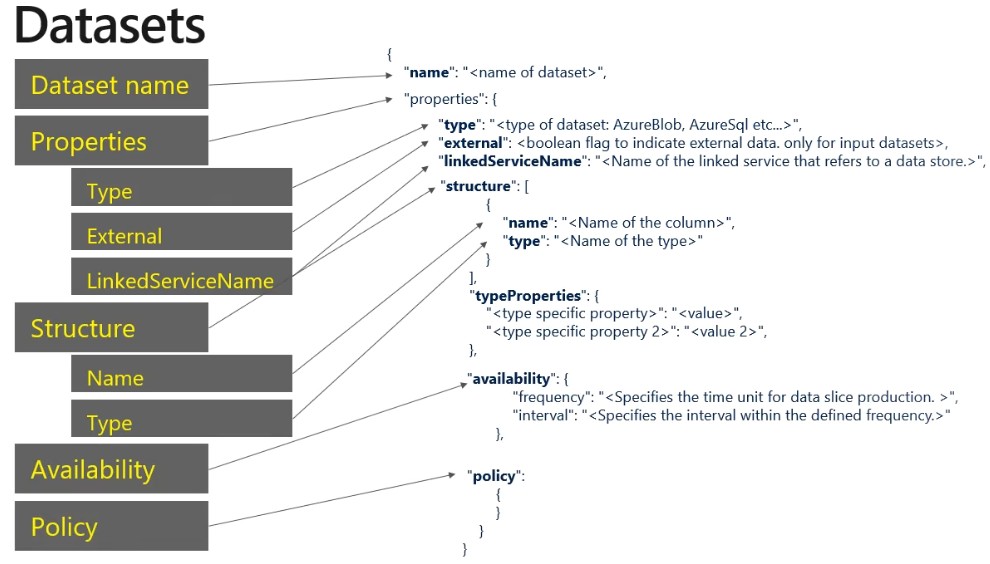 Datasets
Dataset name
Properties
Type
External
LinkedServiceName
Structure
Name
Type
Availability
Policy
{
"name": "<name of dataset>",
"properties": {
"type": "<type of dataset: AzureBlob, AzureSql etc...>",
"external": <boolean flag to indicate external data. only for input datasets>,
"linkedServiceName": "<Name of the linked service that refers to a data store.>",
"structure": [
{
"name": "<Name of the column>",
"type": "<Name of the type>"
}
],
"typeProperties": {
"<type specific property>": "<value>",
"<type specific property 2>": "<value 2>",
},
"availability": {
"frequency": "<Specifies the time unit for data slice production. >",
"interval": "<Specifies the interval within the defined frequency.>"
},
"policy":
{
}
}
}